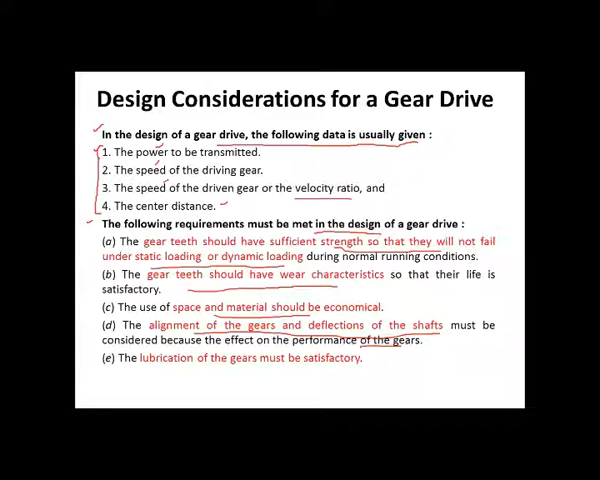 Design Considerations for a Gear Drive
In the design of a gear drive, the following data is usually given :
1. The power to be transmitted.
2. The speed of the driving gear.
3. The speed of the driven gear or the velocity ratio, and
4. The center distance.
The following requirements must be met in the design of a gear drive :
(a) The gear teeth should have sufficient strength so that they will not fail
under static loading or dynamic loading during normal running conditions.
(b) The gear teeth should have wear characteristics so that their life is
satisfactory.
(c) The use of space and material should be economical.
(d) The alignment of the gears and deflections of the shafts must be
considered because the effect on the performance of the gears.
(e) The lubrication of the gears must be satisfactory.